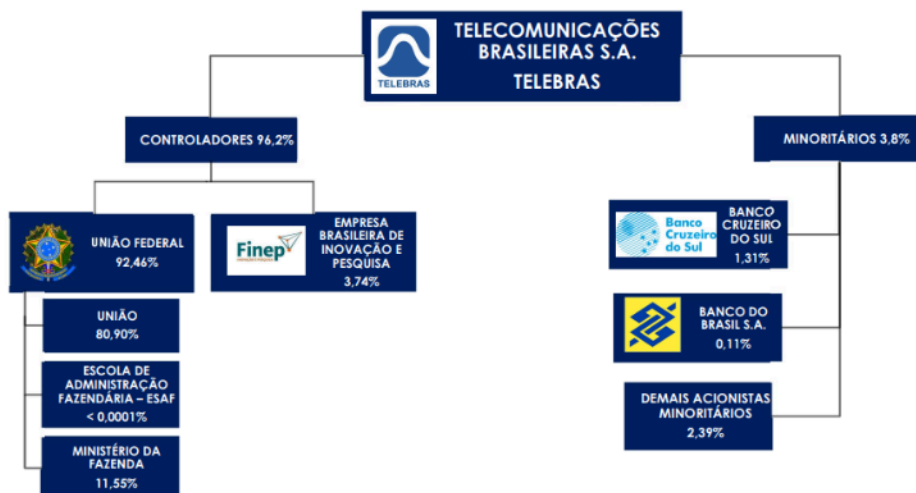 TELECOMUNICAÇÕES
BRASILEIRAS S.A.
TELEBRAS
TELEBRAS
CONTROLADORES 96,2%
MINORITÁRIOS 3,8%
UNIÃO FEDERAL
92,46%
Finep
EMPRESA
BRASILEIRA DE
INOVAÇÃO E
PESQUISA
3,74%
UNIÃO
80,90%
ESCOLA DE
ADMINISTRAÇÃO
FAZENDÁRIA – ESAF
< 0,0001%
MINISTÉRIO DA
FAZENDA
11,55%
Banco
Cruzeiro
do Sul
BANCO
CRUZEIRO
DO SUL
1,31%
BANCO DO
BRASIL S.A.
0,11%
DEMAIS ACIONISTAS
MINORITÁRIOS
2,39%